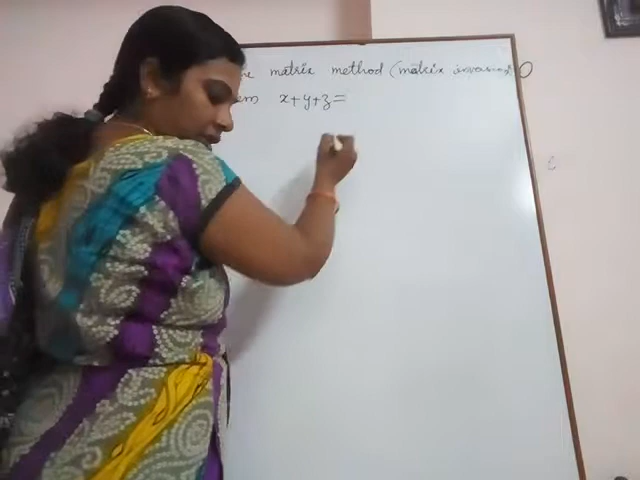 matrix method (matrix inversion)
x+y+z=